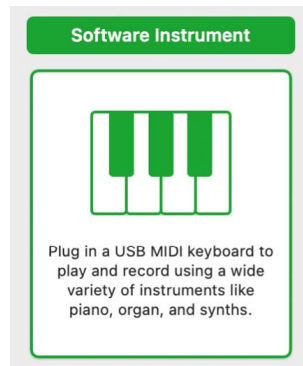 Software Instrument
Plug in a USB MIDI keyboard to
play and record using a wide
variety of instruments like
piano, organ, and synths.